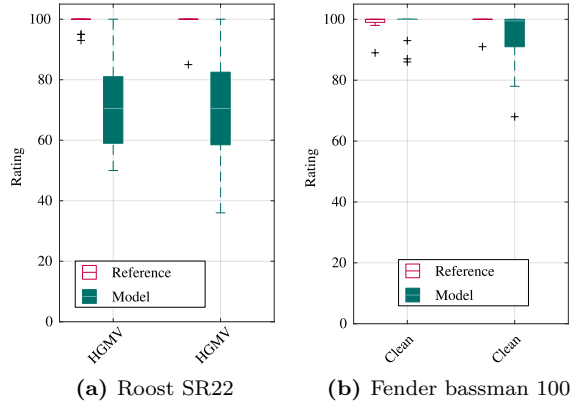 100
80
60
40
20
0
Rating
Reference
Model
HGMV
HGMV
(a) Roost SR22
100
80
60
40
20
0
Rating
Reference
Model
Clean
Clean
(b) Fender bassman 100